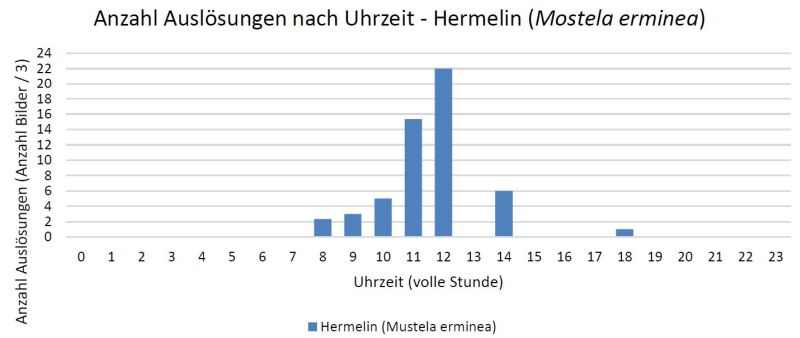 Anzahl Auslösungen nach Uhrzeit - Hermelin (Mostela erminea)
Anzahl Auslösungen (Anzahl Bilder / 3)
24
22
20
18
16
14
12
10
8
6
4
2
0
0 1 2 3 4 5 6 7 8 9 10 11 12 13 14 15 16 17 18 19 20 21 22 23
Uhrzeit (volle Stunde)
Hermelin (Mustela erminea)